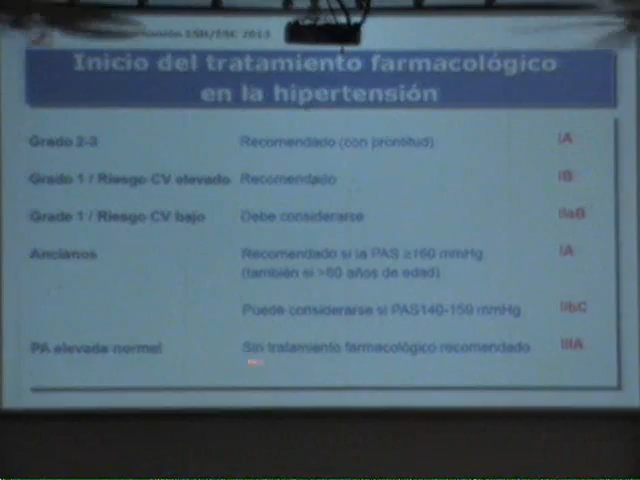 ESH/ESC 2013
Inicio del tratamiento farmacológico
en la hipertensión
Grado 2-3 Recomendado (con prontitud) IA
Grado 1 / Riesgo CV elevado Recomendado IB
Grado 1 / Riesgo CV bajo Debe considerarse IIaB
Ancianos Recomendado si la PAS ≥160 mmHg IA
(también si >80 años de edad)
Puede considerarse si PAS140-159 mmHg IIbC
PA elevada normal Sin tratamiento farmacológico recomendado IIIA